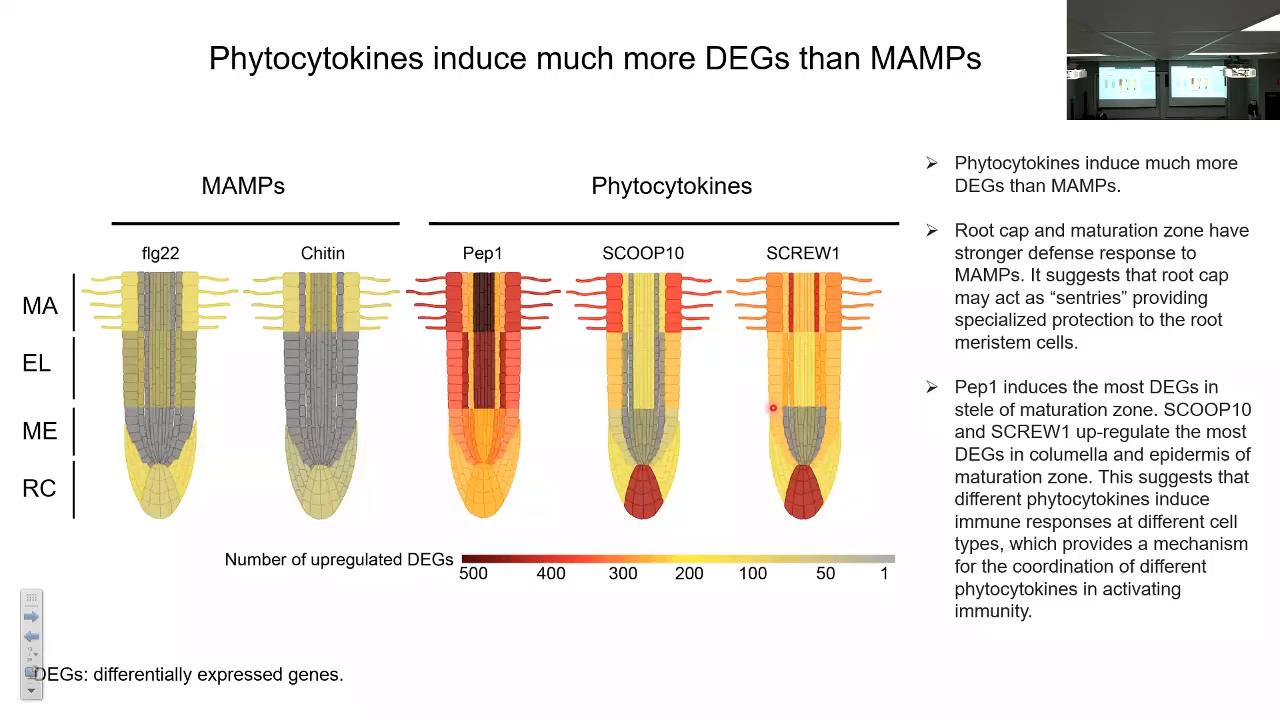 Phytocytokines induce much more DEGs than MAMPs
MAMPs
Phytocytokines
flg22
Chitin
Pep1
SCOOP10
SCREW1
MA
EL
ME
RC
Number of upregulated DEGs
500 400 300 200 100 50 1
DEGs: differentially expressed genes.
➢ Phytocytokines induce much more
DEGs than MAMPs.
➢ Root cap and maturation zone have
stronger defense response to
MAMPs. It suggests that root cap
may act as “sentries” providing
specialized protection to the root
meristem cells.
➢ Pep1 induces the most DEGs in
stele of maturation zone. SCOOP10
and SCREW1 up-regulate the most
DEGs in columella and epidermis of
maturation zone. This suggests that
different phytocytokines induce
immune responses at different cell
types, which provides a mechanism
for the coordination of different
phytocytokines in activating
immunity.